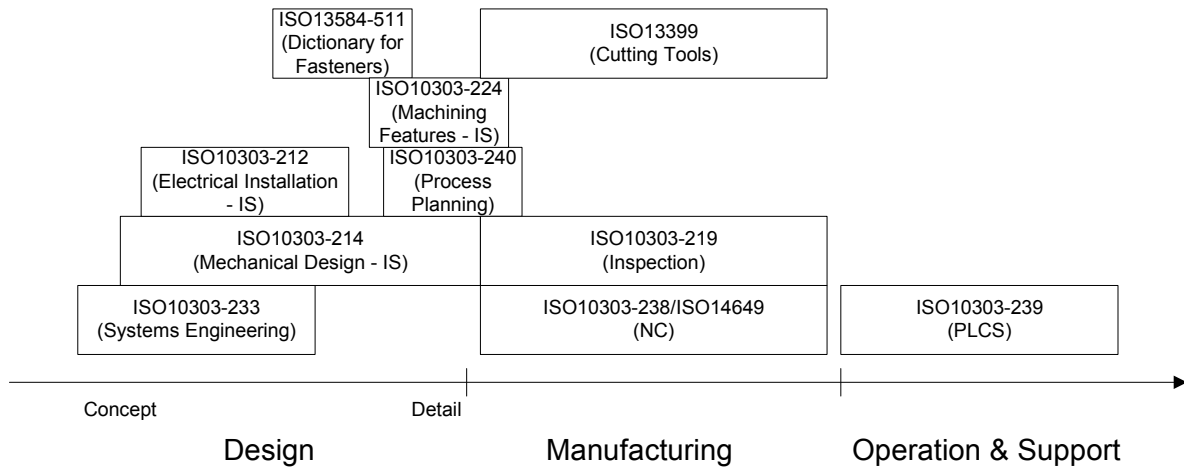 ISO13584-511
(Dictionary for
Fasteners)
ISO13399
(Cutting Tools)
ISO10303-224
(Machining
Features - IS)
ISO10303-212
(Electrical Installation
- IS)
ISO10303-240
(Process
Planning)
ISO10303-214
(Mechanical Design - IS)
ISO10303-219
(Inspection)
ISO10303-233
(Systems Engineering)
ISO10303-238/ISO14649
(NC)
ISO10303-239
(PLCS)
Concept
Detail
Design
Manufacturing
Operation & Support